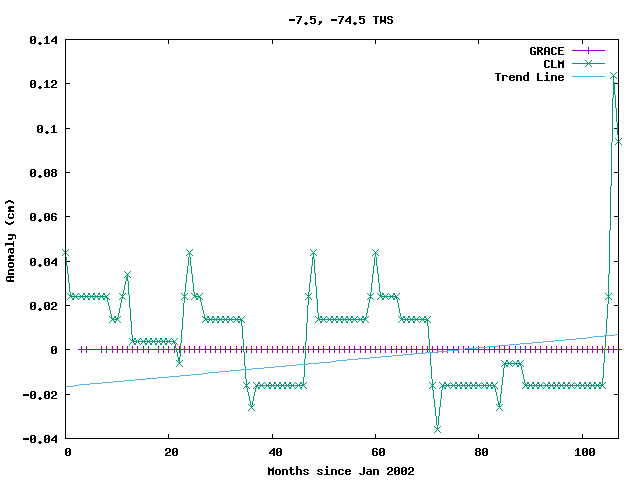 -7.5, -74.5 TWS
GRACE
CLM
Trend Line
0.14
0.12
0.1
0.08
0.06
0.04
0.02
0
-0.02
-0.04
Anomaly (cm)
0 20 40 60 80 100
Months since Jan 2002